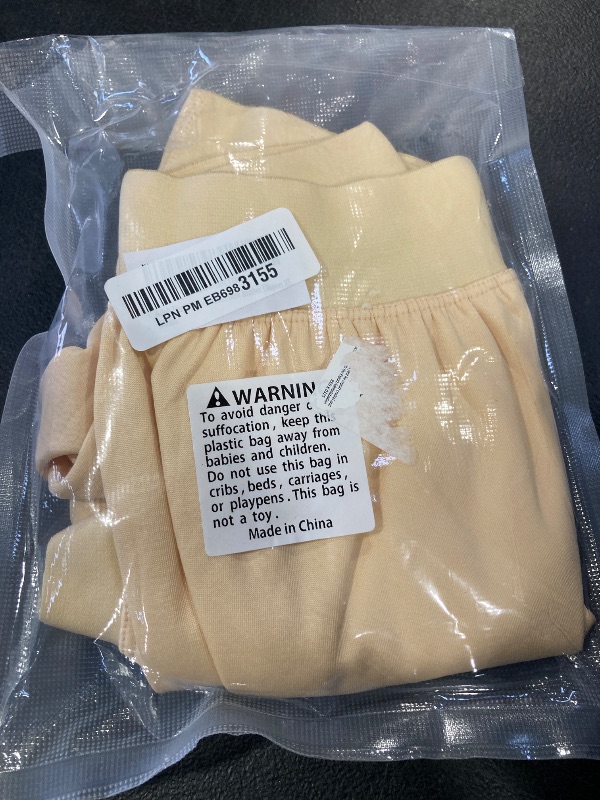 LPN PM EB6983155
WARNIN
To avoid danger
suffocation, keep this
plastic bag away from
babies and children.
Do not use this bag in
cribs, beds, carriages,
or playpens. This bag is
not a toy.
Made in China